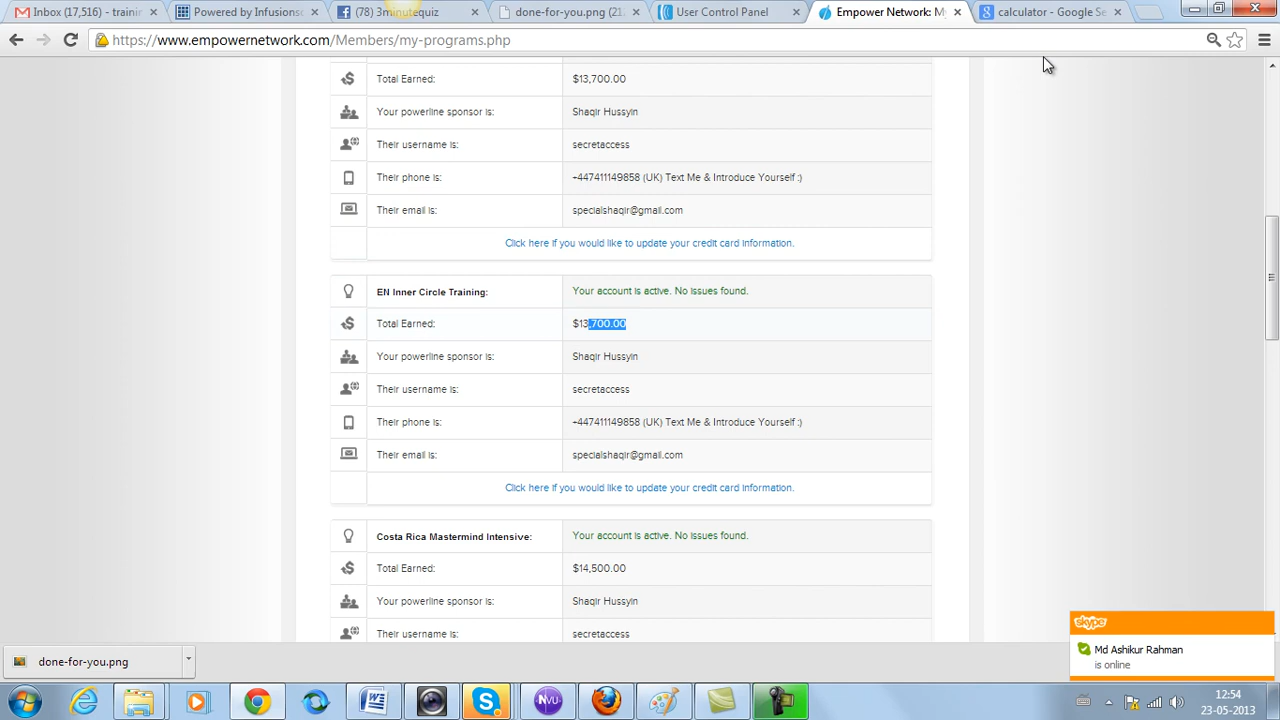 Inbox (17,516) - trainin
Powered by Infusionso
(78) 3minutequiz
done-for-you.png (21
User Control Panel
Empower Network: My
calculator - Google Sea
https://www.empowernetwork.com/Members/my-programs.php
Total Earned: $13,700.00
Your powerline sponsor is: Shaqir Hussyin
Their username is: secretaccess
Their phone is: +447411149858 (UK) Text Me & Introduce Yourself :)
Their email is: specialshaqir@gmail.com
Click here if you would like to update your credit card information.
EN Inner Circle Training: Your account is active. No issues found.
Total Earned: $13,700.00
Your powerline sponsor is: Shaqir Hussyin
Their username is: secretaccess
Their phone is: +447411149858 (UK) Text Me & Introduce Yourself :)
Their email is: specialshaqir@gmail.com
Click here if you would like to update your credit card information.
Costa Rica Mastermind Intensive: Your account is active. No issues found.
Total Earned: $14,500.00
Your powerline sponsor is: Shaqir Hussyin
Their username is: secretaccess
skype
Md Ashikur Rahman
is online
done-for-you.png
12:54
23-05-2013